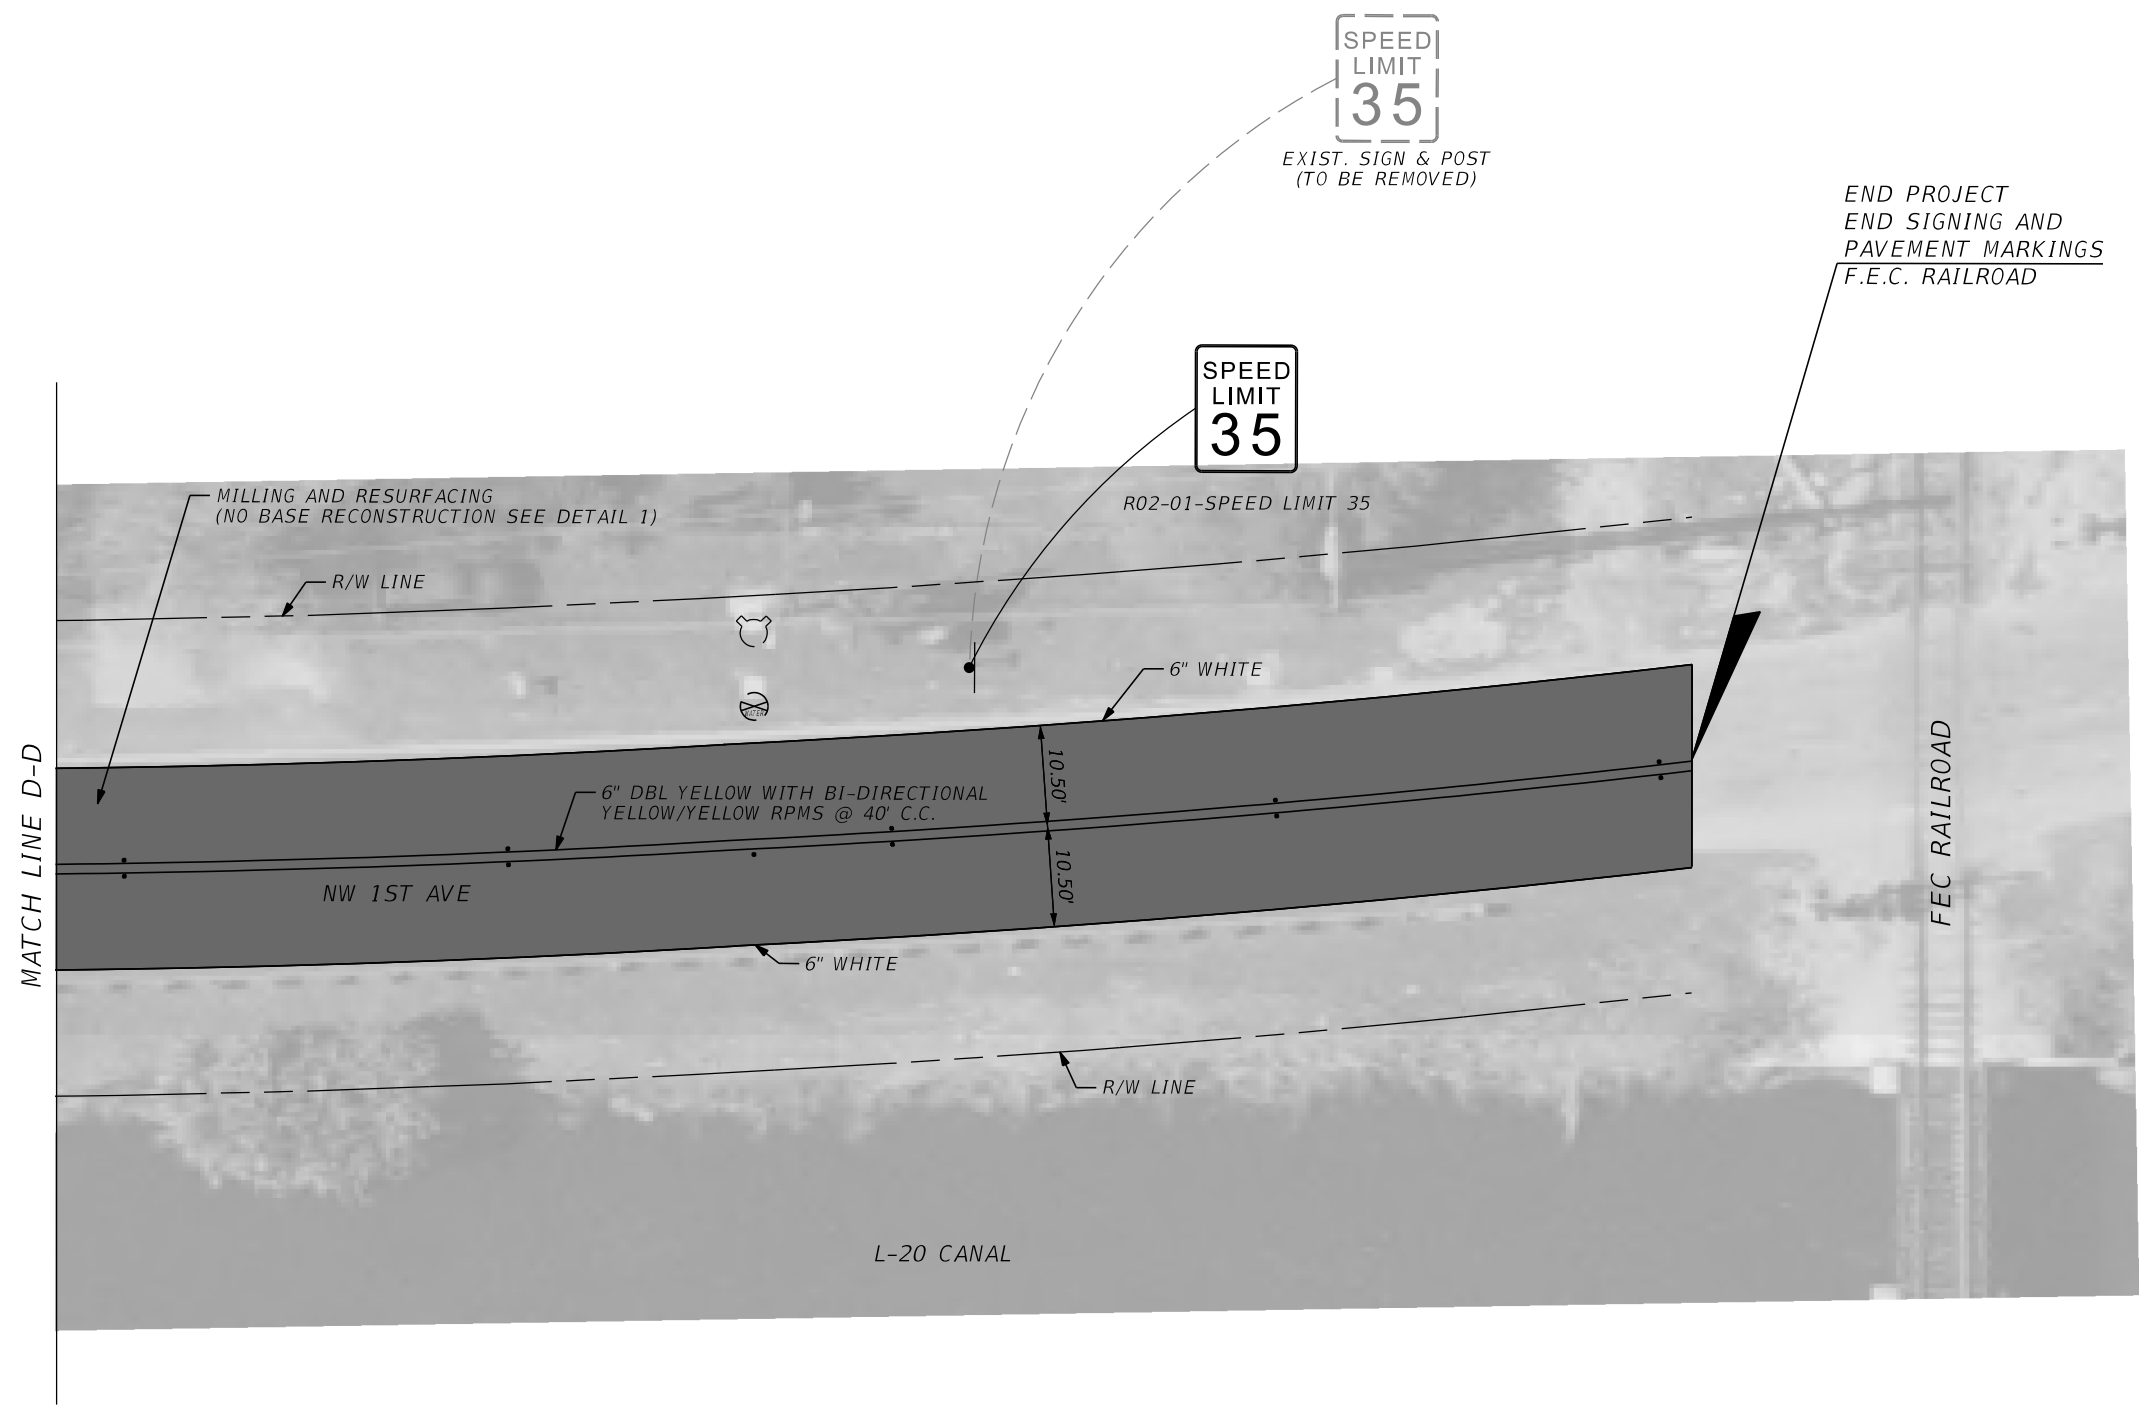 SPEED
LIMIT
35
EXIST. SIGN & POST
(TO BE REMOVED)
END PROJECT
END SIGNING AND
PAVEMENT MARKINGS
F.E.C. RAILROAD
SPEED
LIMIT
35
R02-01-SPEED LIMIT 35
MILLING AND RESURFACING
(NO BASE RECONSTRUCTION SEE DETAIL 1)
R/W LINE
6" WHITE
WATER
MATCH LINE D-D
10.50'
6" DBL YELLOW WITH BI-DIRECTIONAL
YELLOW/YELLOW RPMS @ 40' C.C.
10.50'
NW 1ST AVE
FEC RAILROAD
6" WHITE
R/W LINE
L-20 CANAL